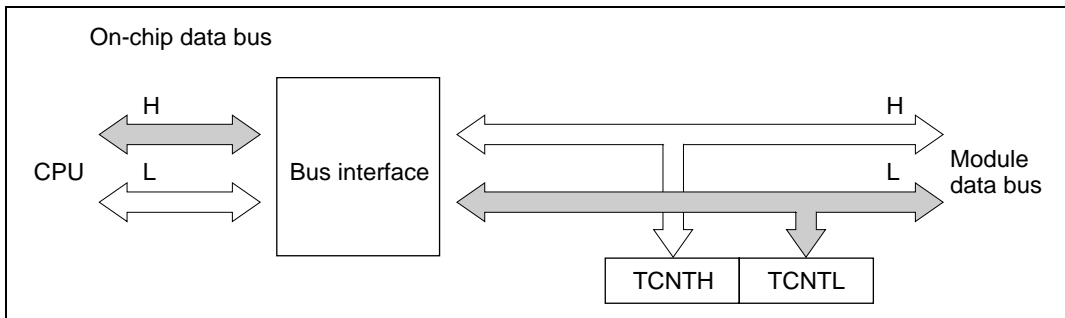 On-chip data bus
H
H
CPU
L
Bus interface
L
Module
data bus
TCNTH
TCNTL